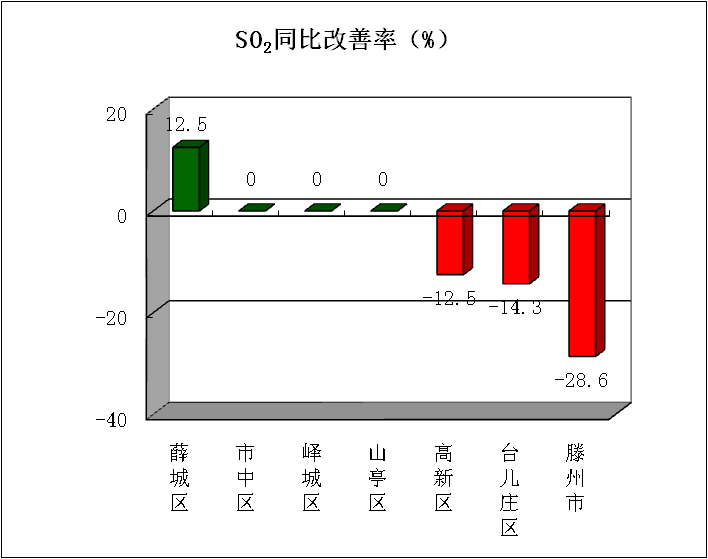 SO₂同比改善率（%）
20
0
-20
-40
12.5
0
0
0
-12.5
-14.3
-28.6
薛城区
市中区
峄城区
山亭区
高新区
台儿庄区
滕州市